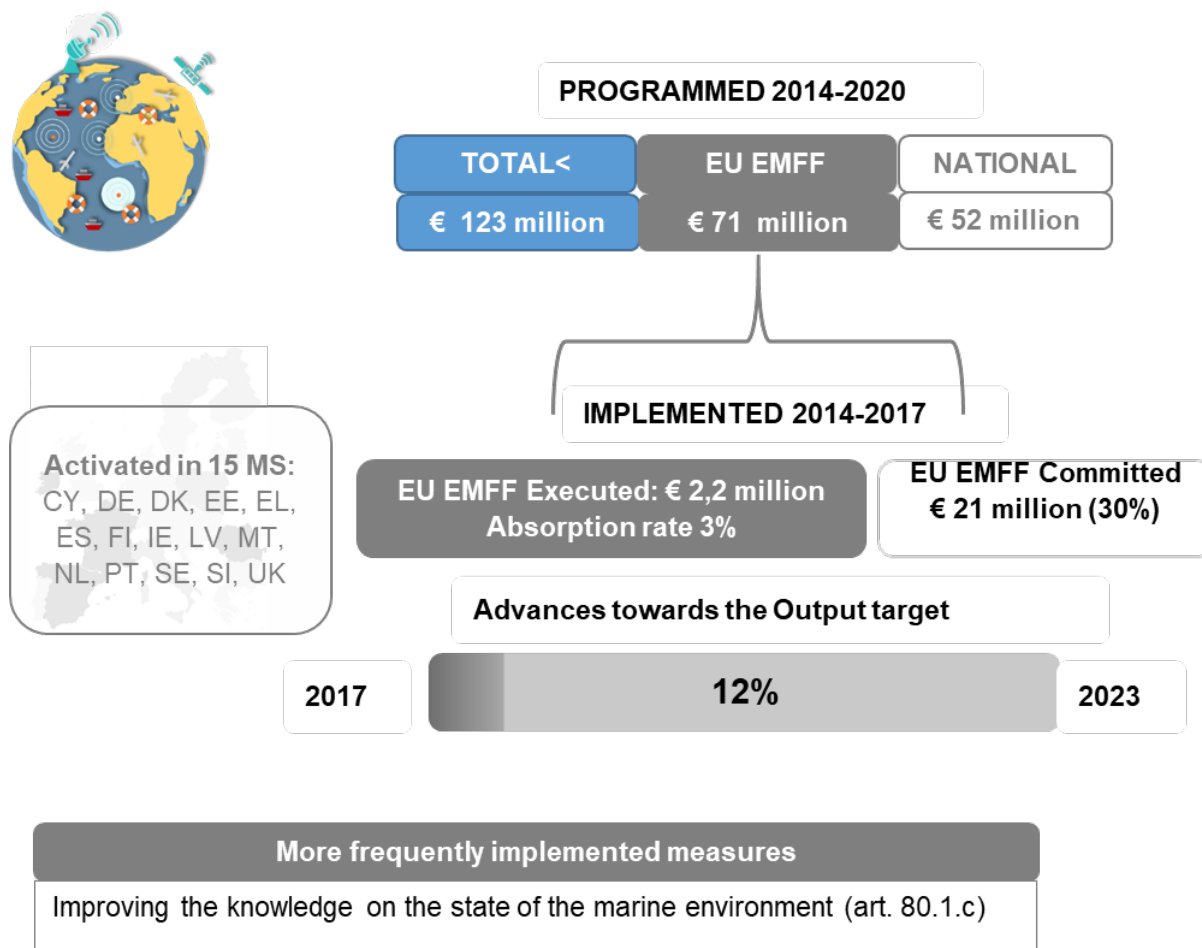 PROGRAMMED 2014-2020
TOTAL< EU EMFF NATIONAL
€ 123 million € 71 million € 52 million
IMPLEMENTED 2014-2017
Activated in 15 MS:
CY, DE, DK, EE, EL,
ES, FI, IE, LV, MT,
NL, PT, SE, SI, UK
EU EMFF Executed: € 2,2 million
Absorption rate 3%
EU EMFF Committed
€ 21 million (30%)
Advances towards the Output target
2017 12% 2023
More frequently implemented measures
Improving the knowledge on the state of the marine environment (art. 80.1.c)